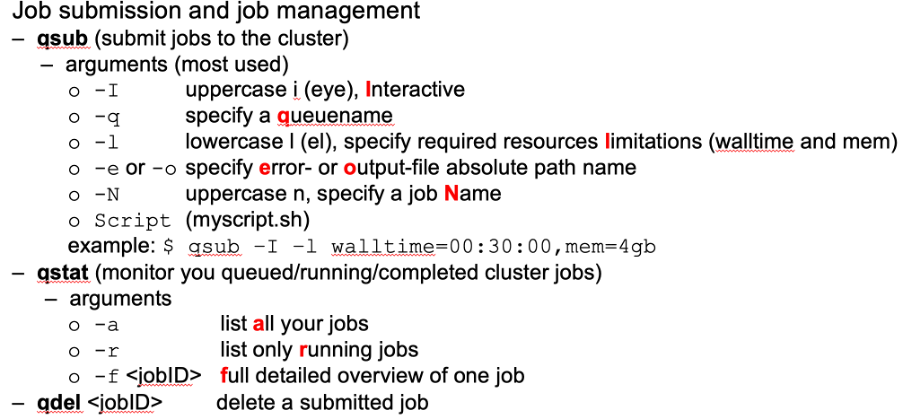 Job submission and job management
– qsub (submit jobs to the cluster)
– arguments (most used)
o -I uppercase i (eye), Interactive
o -q specify a queuename
o -l lowercase l (el), specify required resources limitations (walltime and mem)
o -e or -o specify error- or output-file absolute path name
o -N uppercase n, specify a job Name
o Script (myscript.sh)
example: $ qsub -I -l walltime=00:30:00,mem=4gb
– qstat (monitor you queued/running/completed cluster jobs)
– arguments
o -a list all your jobs
o -r list only running jobs
o -f <jobID> full detailed overview of one job
– qdel <jobID> delete a submitted job